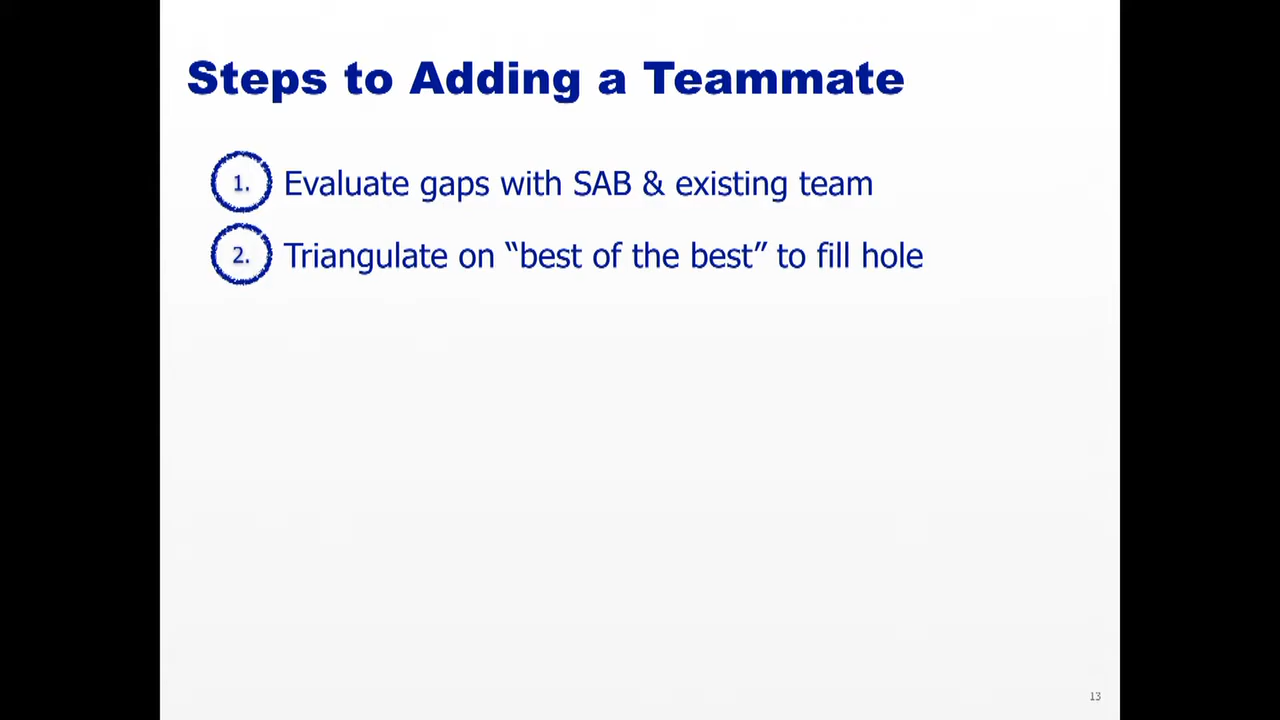 Steps to Adding a Teammate
1. Evaluate gaps with SAB & existing team
2. Triangulate on “best of the best” to fill hole
13